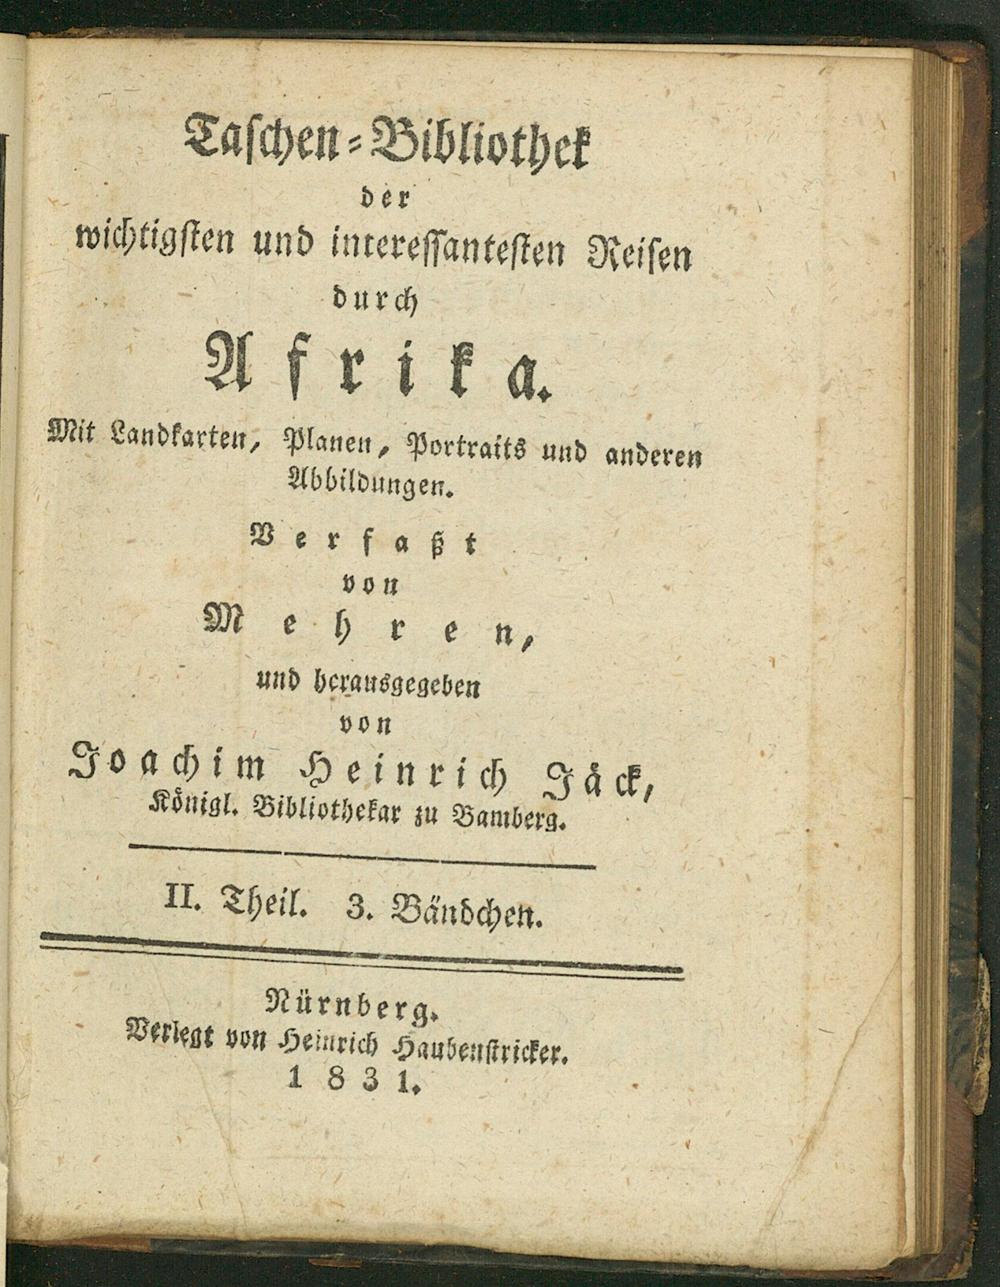 Taschen=Bibliothek
der
wichtigsten und interessantesten Reisen
durch
Afrika.
Mit Landkarten, Planen, Portraits und anderen
Abbildungen.
Verfaßt
von
Mehren,
und herausgegeben
von
Joachim Heinrich Jäck,
Königl. Bibliothekar zu Bamberg.
II. Theil. 3. Bändchen.
Nürnberg.
Verlegt von Heinrich Haubenstricker.
1831.